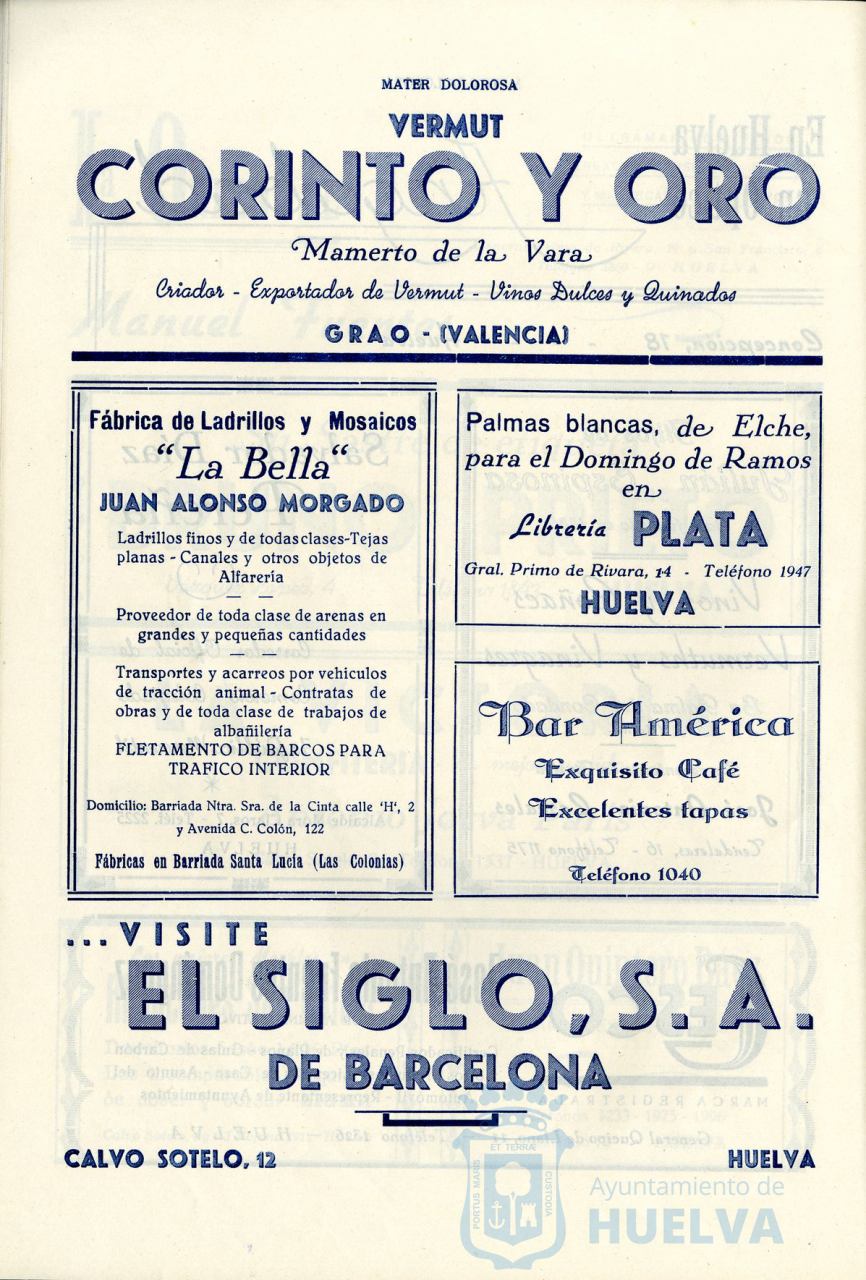 MATER DOLOROSA
VERMUT
CORINTO Y ORO
Mamerto de la Vara
Criador - Exportador de Vermut - Vinos Dulces y Quinados
GRAO - (VALENCIA)
Fábrica de Ladrillos y Mosaicos
“La Bella“
JUAN ALONSO MORGADO
Ladrillos finos y de todas clases-Tejas
planas - Canales y otros objetos de
Alfarería
Proveedor de toda clase de arenas en
grandes y pequeñas cantidades
Transportes y acarreos por vehiculos
de tracción animal - Contratas de
obras y de toda clase de trabajos de
albañilería
FLETAMENTO DE BARCOS PARA
TRAFICO INTERIOR
Domicilio: Barriada Ntra. Sra. de la Cinta calle ‘H‘, 2
y Avenida C. Colón, 122
Fábricas en Barriada Santa Lucía (Las Colonias)
Palmas blancas, de Elche,
para el Domingo de Ramos
en
Librería PLATA
Gral. Primo de Rivara, 14 - Teléfono 1947
HUELVA
Bar América
Exquisito Café
Excelentes tapas
Teléfono 1040
...VISITE
EL SIGLO, S. A.
DE BARCELONA
CALVO SOTELO, 12 HUELVA
PORTUS MARIS ET TERRÆ CUSTODIA
Ayuntamiento de
HUELVA